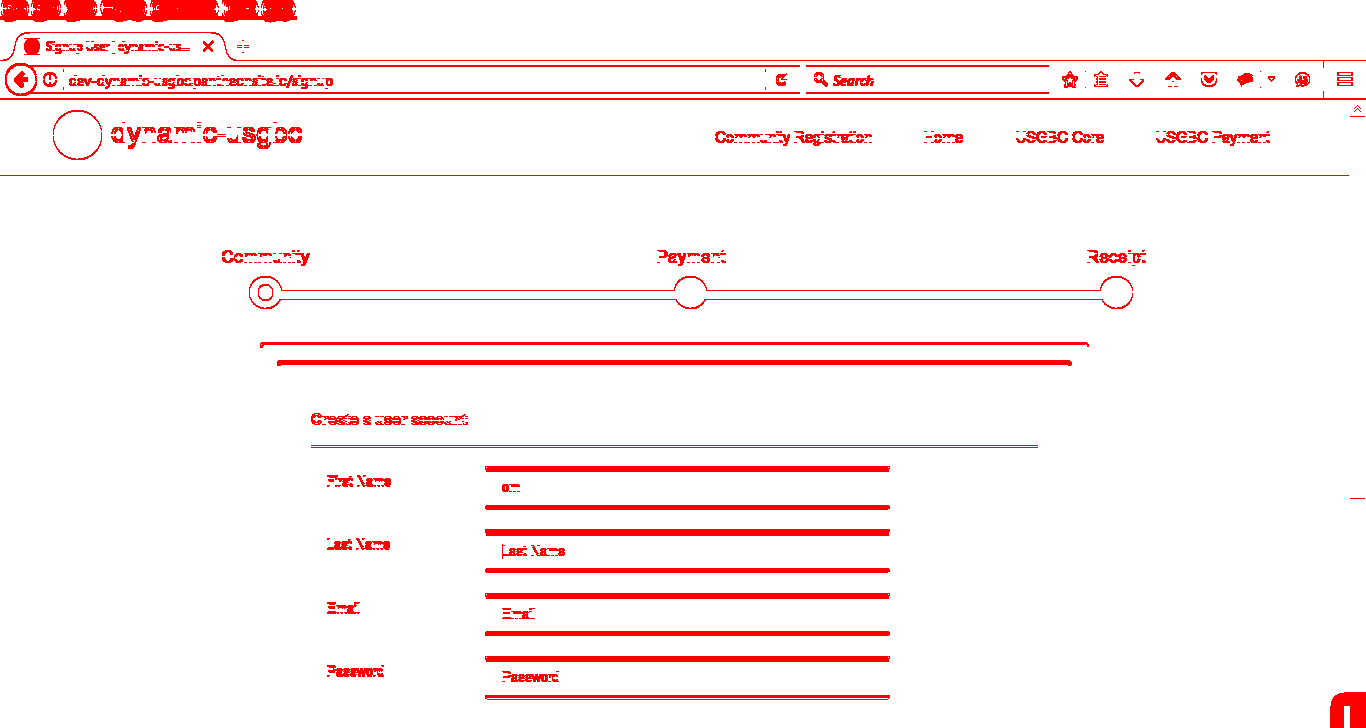 Signup User | dynamic-us...
dev-dynamic-usgbc.pantheonsite.io/signup
Search
dynamic-usgbc
Community Registration Home USGBC Core USGBC Payment
Community Payment Receipt
Create a user account
First Name
om
Last Name
Last Name
Email
Email
Password
Password